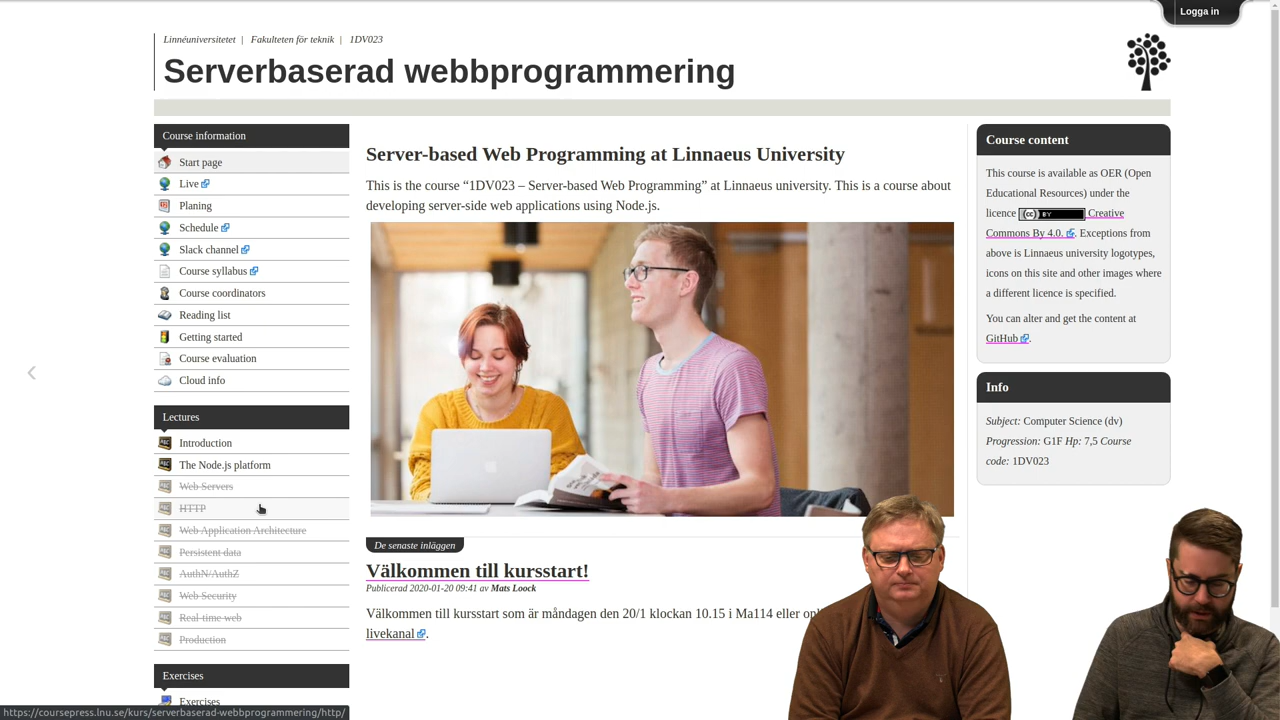 Logga in
Linnéuniversitetet | Fakulteten för teknik | 1DV023
Serverbaserad webbprogrammering
Course information
Start page
Live
Planing
Schedule
Slack channel
Course syllabus
Course coordinators
Reading list
Getting started
Course evaluation
Cloud info
Lectures
Introduction
The Node.js platform
Web Servers
HTTP
Web Application Architecture
Persistent data
AuthN/AuthZ
Web Security
Real-time web
Production
Exercises
Exercises
https://coursepress.lnu.se/kurs/serverbaserad-webbprogrammering/http/
Server-based Web Programming at Linnaeus University
This is the course “1DV023 – Server-based Web Programming” at Linnaeus university. This is a course about
developing server-side web applications using Node.js.
De senaste inläggen
Välkommen till kursstart!
Publicerad 2020-01-20 09:41 av Mats Loock
Välkommen till kursstart som är måndagen den 20/1 klockan 10.15 i Ma114 eller
livekanal.
Course content
This course is available as OER (Open
Educational Resources) under the
licence cc BY Creative
Commons By 4.0. . Exceptions from
above is Linnaeus university logotypes,
icons on this site and other images where
a different licence is specified.
You can alter and get the content at
GitHub.
Info
Subject: Computer Science (dv)
Progression: G1F Hp: 7,5 Course
code: 1DV023